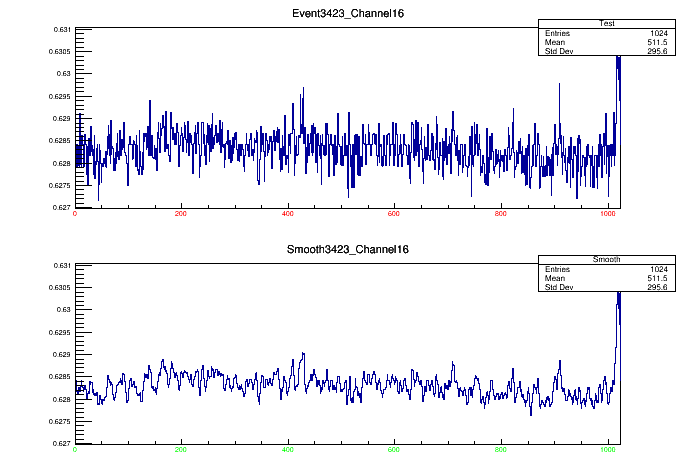 Event3423_Channel16
Test
Entries 1024
Mean 511.5
Std Dev 295.6
0.631
0.6305
0.63
0.6295
0.629
0.6285
0.628
0.6275
0.627
0 200 400 600 800 1000
Smooth3423_Channel16
Smooth
Entries 1024
Mean 511.5
Std Dev 295.6
0.631
0.6305
0.63
0.6295
0.629
0.6285
0.628
0.6275
0.627
0 200 400 600 800 1000